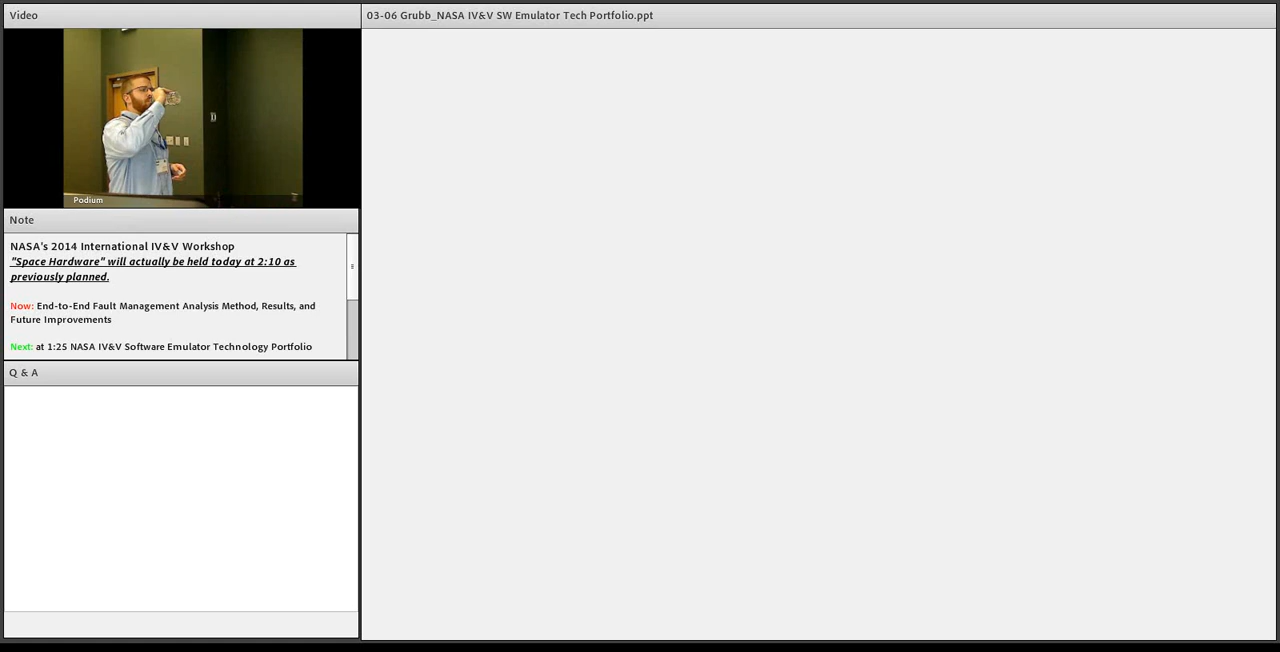 Video
03-06 Grubb_NASA IV&V SW Emulator Tech Portfolio.ppt
Podium
Note
NASA's 2014 International IV&V Workshop
"Space Hardware" will actually be held today at 2:10 as
previously planned.
Now: End-to-End Fault Management Analysis Method, Results, and
Future Improvements
Next: at 1:25 NASA IV&V Software Emulator Technology Portfolio
Q & A